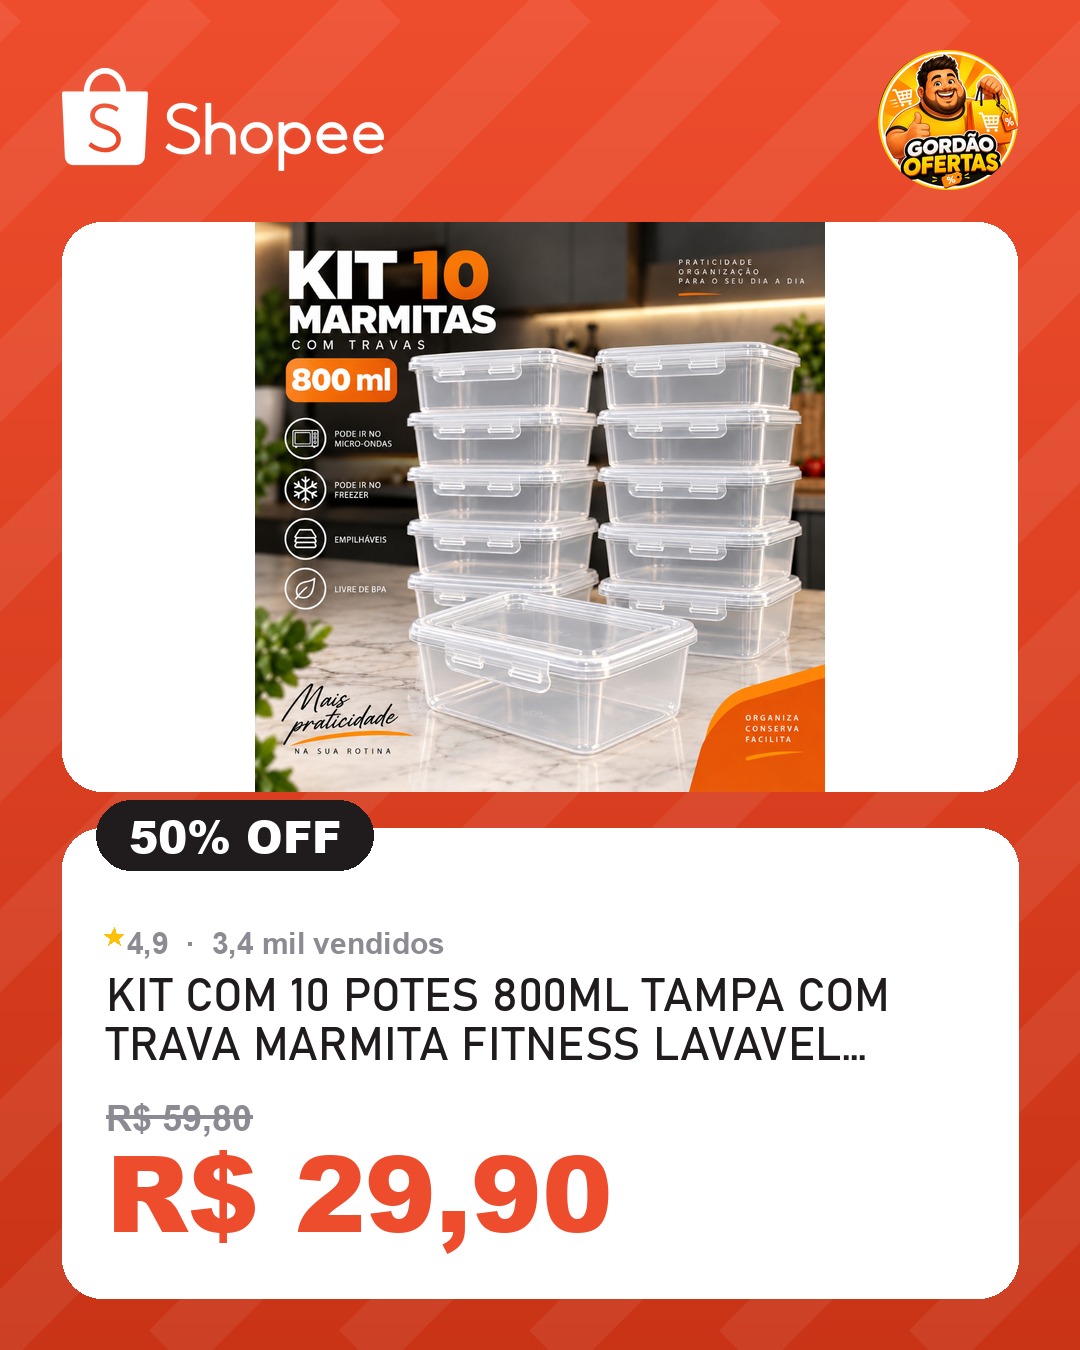 S Shopee
GORDÃO
OFERTAS
%
%
KIT 10
MARMITAS
COM TRAVAS
800 ml
PRATICIDADE
ORGANIZAÇÃO
PARA O SEU DIA A DIA
PODE IR NO
MICRO-ONDAS
PODE IR NO
FREEZER
EMPILHÁVEIS
LIVRE DE BPA
Mais
praticidade
NA SUA ROTINA
ORGANIZA
CONSERVA
FACILITA
50% OFF
4,9 · 3,4 mil vendidos
KIT COM 10 POTES 800ML TAMPA COM
TRAVA MARMITA FITNESS LAVAVEL...
R$ 59,80
R$ 29,90